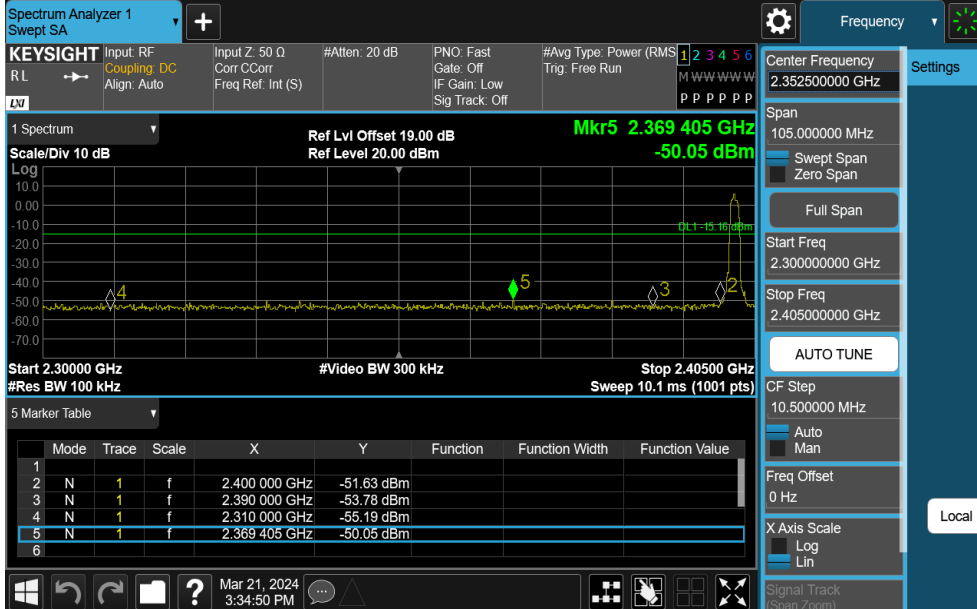 Spectrum Analyzer 1
Swept SA
Frequency
KEYSIGHT
RL
LXI
Input: RF
Coupling: DC
Align: Auto
Input Z: 50 Ω
Corr CCorr
Freq Ref: Int (S)
#Atten: 20 dB
PNO: Fast
Gate: Off
IF Gain: Low
Sig Track: Off
#Avg Type: Power (RMS
Trig: Free Run
1 2 3 4 5 6
M W W W W W
P P P P P P
1 Spectrum
Scale/Div 10 dB
Ref Lvl Offset 19.00 dB
Ref Level 20.00 dBm
Mkr5 2.369 405 GHz
-50.05 dBm
Log
10.0
0.00
-10.0
-20.0
-30.0
-40.0
-50.0
-60.0
-70.0
DL1 -15.16 dBm
4
5
3
2
Start 2.30000 GHz
#Res BW 100 kHz
#Video BW 300 kHz
Stop 2.40500 GHz
Sweep 10.1 ms (1001 pts)
5 Marker Table
Mode Trace Scale X Y Function Function Width Function Value
1
2 N 1 f 2.400 000 GHz -51.63 dBm
3 N 1 f 2.390 000 GHz -53.78 dBm
4 N 1 f 2.310 000 GHz -55.19 dBm
5 N 1 f 2.369 405 GHz -50.05 dBm
6
Mar 21, 2024
3:34:50 PM
Center Frequency
2.352500000 GHz
Span
105.000000 MHz
Swept Span
Zero Span
Full Span
Start Freq
2.300000000 GHz
Stop Freq
2.405000000 GHz
AUTO TUNE
CF Step
10.500000 MHz
Auto
Man
Freq Offset
0 Hz
X Axis Scale
Log
Lin
Signal Track
(Span Zoom)
Settings
Local